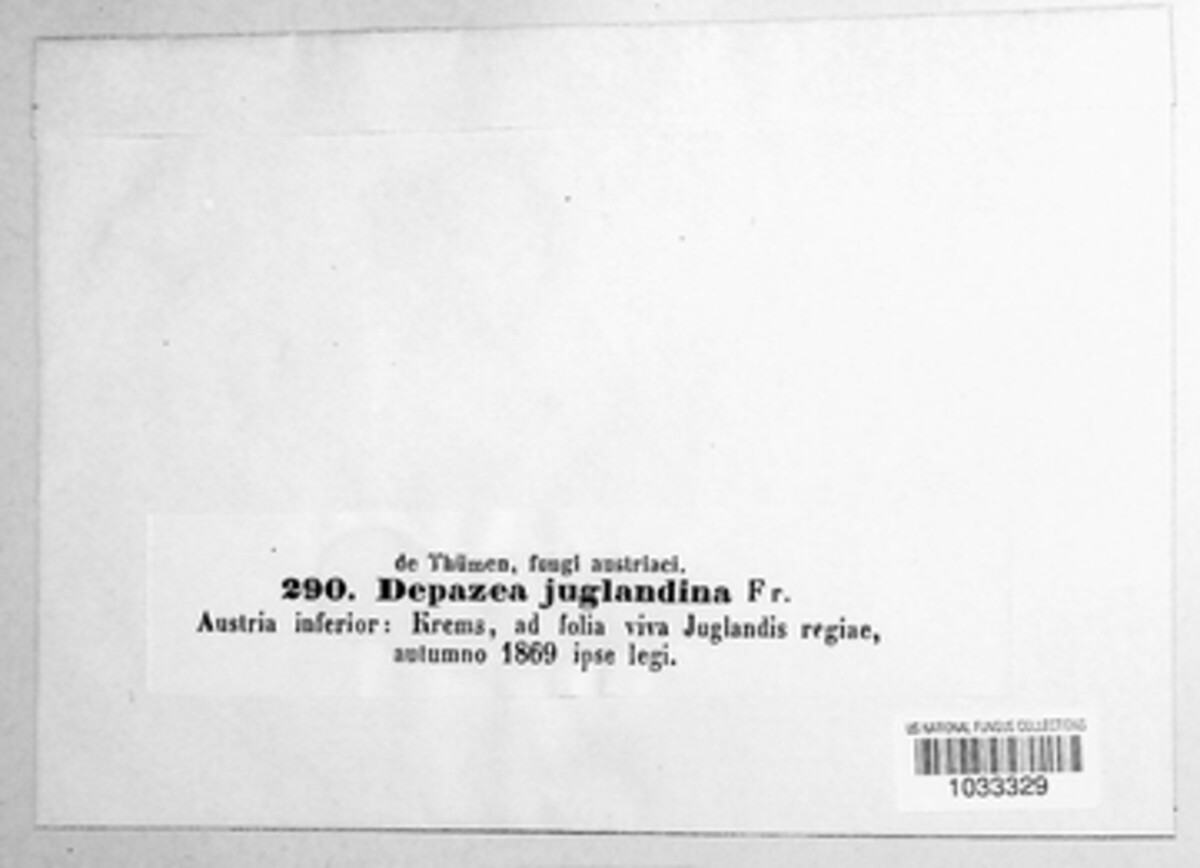 de Thümen, fungi austriaci.
290. Depazea juglandina Fr.
Austria inferior: Krems, ad folia viva Juglandis regiae,
autumno 1869 ipse legi.
US NATIONAL FUNGUS COLLECTIONS
1033329